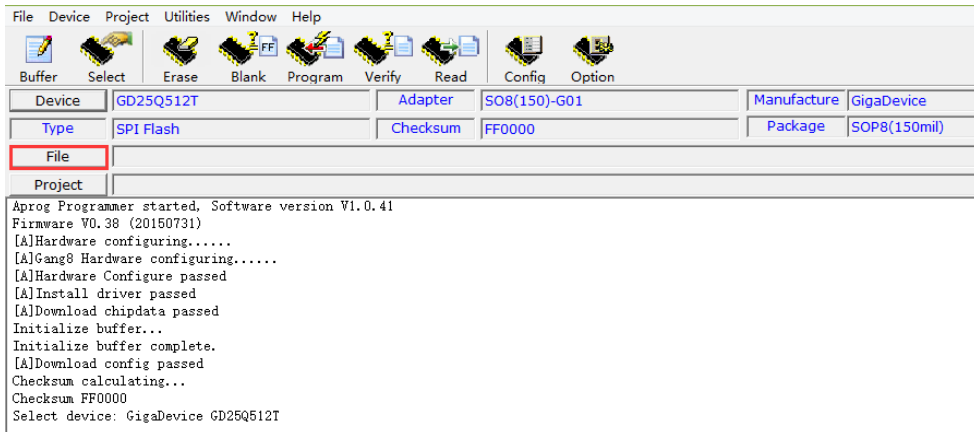 File Device Project Utilities Window Help
FF
Buffer Select Erase Blank Program Verify Read Config Option
Device GD25Q512T Adapter SO8(150)-G01 Manufacture GigaDevice
Type SPI Flash Checksum FF0000 Package SOP8(150mil)
File
Project
Aprog Programmer started, Software version V1.0.41
Firmware V0.38 (20150731)
[A]Hardware configuring......
[A]Gang8 Hardware configuring......
[A]Hardware Configure passed
[A]Install driver passed
[A]Download chipdata passed
Initialize buffer...
Initialize buffer complete.
[A]Download config passed
Checksum calculating...
Checksum FF0000
Select device: GigaDevice GD25Q512T